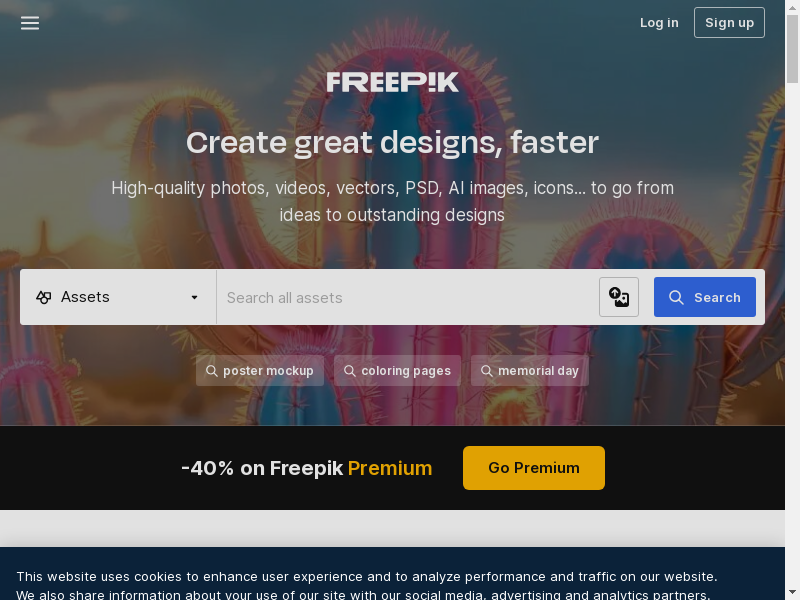 Log in
Sign up
FREEPIK
Create great designs, faster
High-quality photos, videos, vectors, PSD, AI images, icons... to go from
ideas to outstanding designs
Assets
Search all assets
Search
poster mockup
coloring pages
memorial day
-40% on Freepik Premium
Go Premium
This website uses cookies to enhance user experience and to analyze performance and traffic on our website.
We also share information about your use of our site with our social media, advertising and analytics partners.